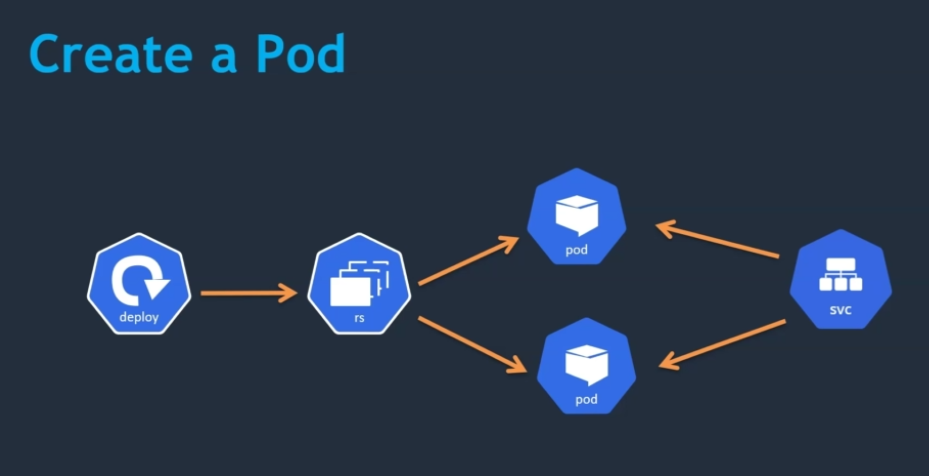 Create a Pod
deploy
rs
pod
pod
svc